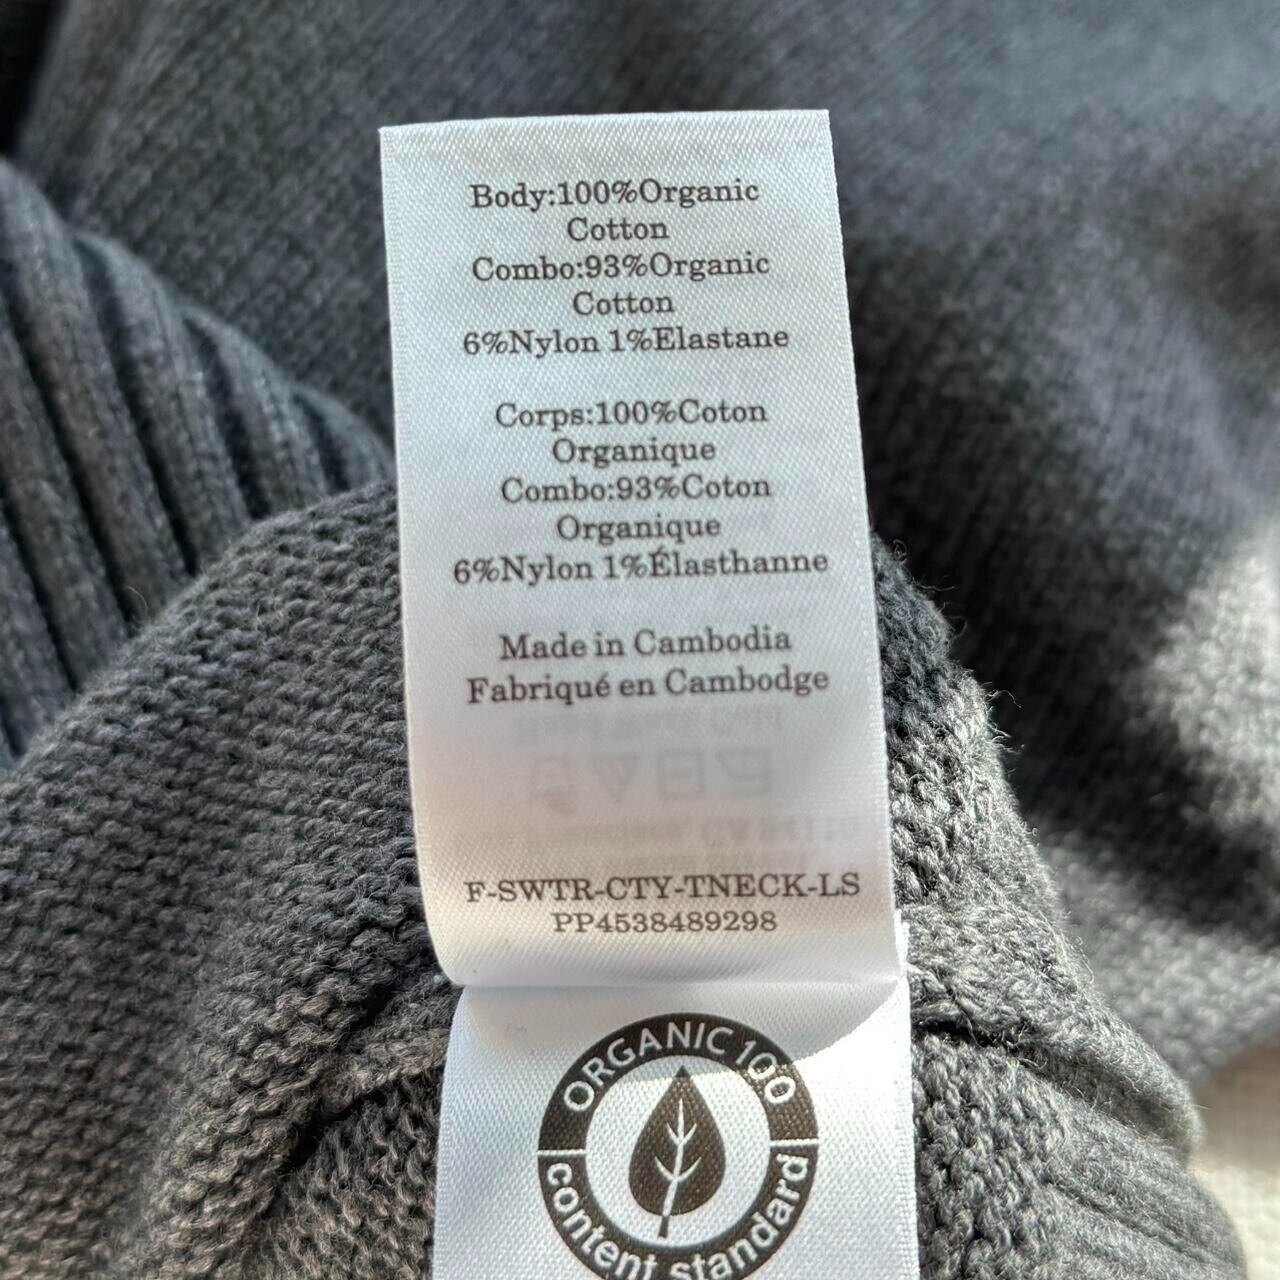 Body:100%Organic
Cotton
Combo:93%Organic
Cotton
6%Nylon 1%Elastane
Corps:100%Coton
Organique
Combo:93%Coton
Organique
6%Nylon 1%Élasthanne
Made in Cambodia
Fabriqué en Cambodge
F-SWTR-CTY-TNECK-LS
PP4538489298
ORGANIC 100
content standard